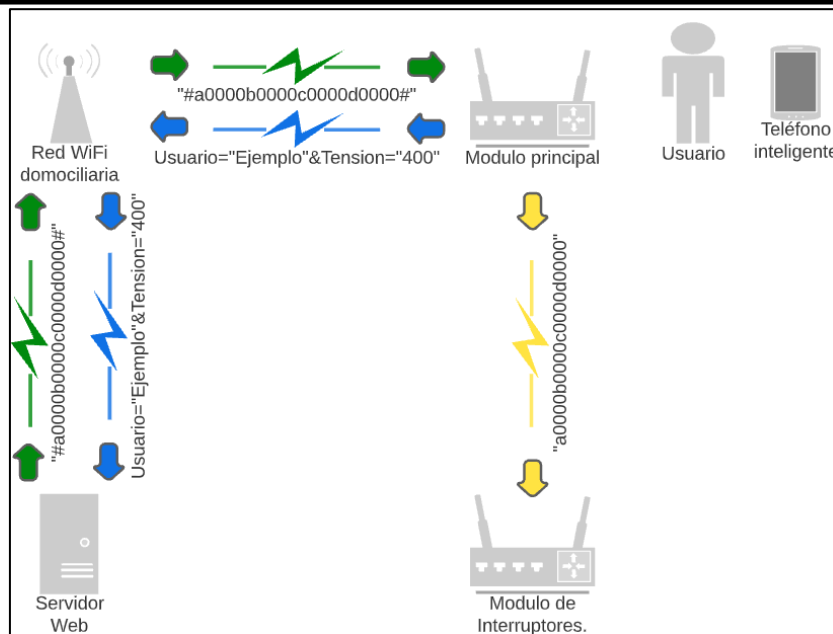 "#a0000b0000c0000d0000#"
Usuario="Ejemplo"&Tension="400"
Red WiFi
domociliaria
Modulo principal
Usuario
Teléfono
inteligente
"#a0000b0000c0000d0000#"
Usuario="Ejemplo"&Tension="400"
"a0000b0000c0000d0000"
Servidor
Web
Modulo de
Interruptores.